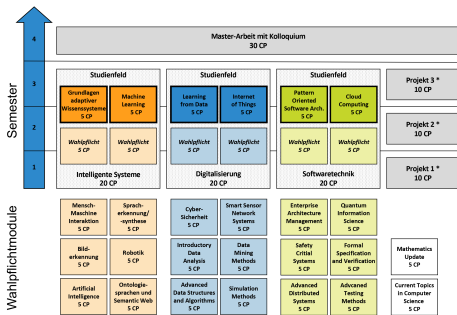 Semester
4
3
2
1
Master-Arbeit mit Kolloquium
30 CP
Studienfeld
Grundlagen
adaptiver
Wissenssysteme
5 CP
Machine
Learning
5 CP
Wahlpflicht
5 CP
Wahlpflicht
5 CP
Intelligente Systeme
20 CP
Studienfeld
Learning
from Data
5 CP
Internet
of Things
5 CP
Wahlpflicht
5 CP
Wahlpflicht
5 CP
Digitalisierung
20 CP
Studienfeld
Pattern
Oriented
Software Arch.
5 CP
Cloud
Computing
5 CP
Wahlpflicht
5 CP
Wahlpflicht
5 CP
Softwaretechnik
20 CP
Projekt 3 *
10 CP
Projekt 2 *
10 CP
Projekt 1 *
10 CP
Wahlpflichtmodule
Mensch-
Maschine
Interaktion
5 CP
Sprach-
erkennung/
-synthese
5 CP
Bild-
erkennung
5 CP
Robotik
5 CP
Artificial
Intelligence
5 CP
Ontologie-
sprachen und
Semantic Web
5 CP
Cyber-
Sicherheit
5 CP
Smart Sensor
Network
Systems
5 CP
Introductory
Data
Analysis
5 CP
Data
Mining
Methods
5 CP
Advanced
Data Structures
and Algorithms
5 CP
Simulation
Methods
5 CP
Enterprise
Architecture
Management
5 CP
Quantum
Information
Science
5 CP
Safety
Critial
Systems
5 CP
Formal
Specification
and Verification
5 CP
Advanced
Distributed
Systems
5 CP
Advanced
Testing
Methods
5 CP
Mathematics
Update
5 CP
Current Topics
in Computer
Science
5 CP